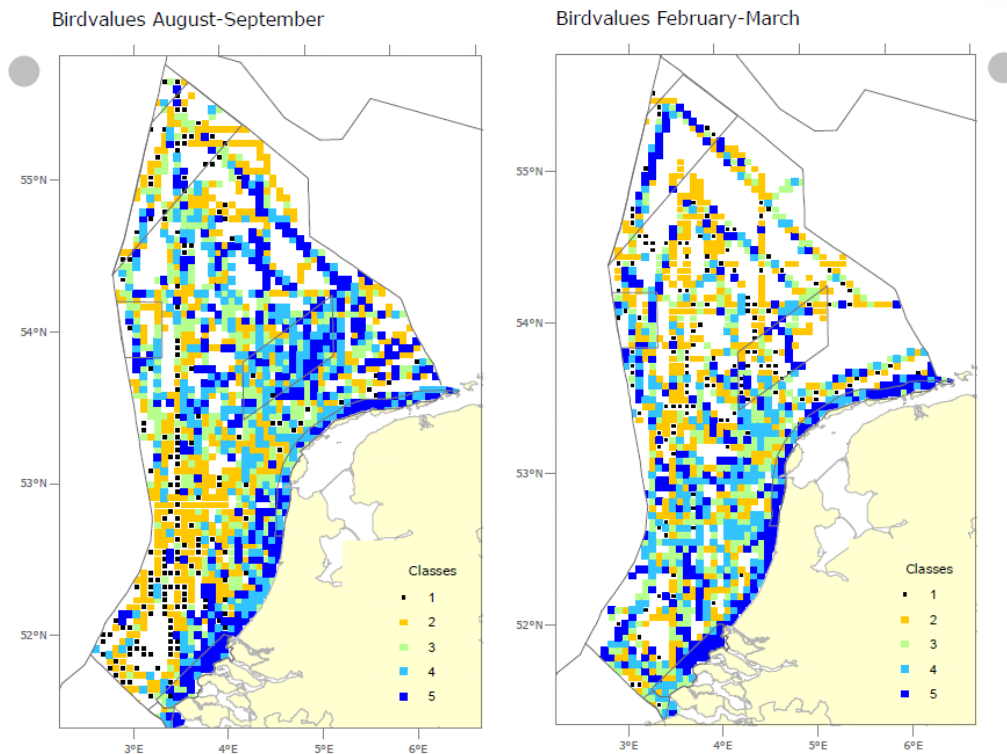 Birdvalues August-September
Birdvalues February-March
55°N
54°N
53°N
52°N
3°E
4°E
5°E
6°E
Classes
1
2
3
4
5
55°N
54°N
53°N
52°N
3°E
4°E
5°E
6°E
Classes
1
2
3
4
5